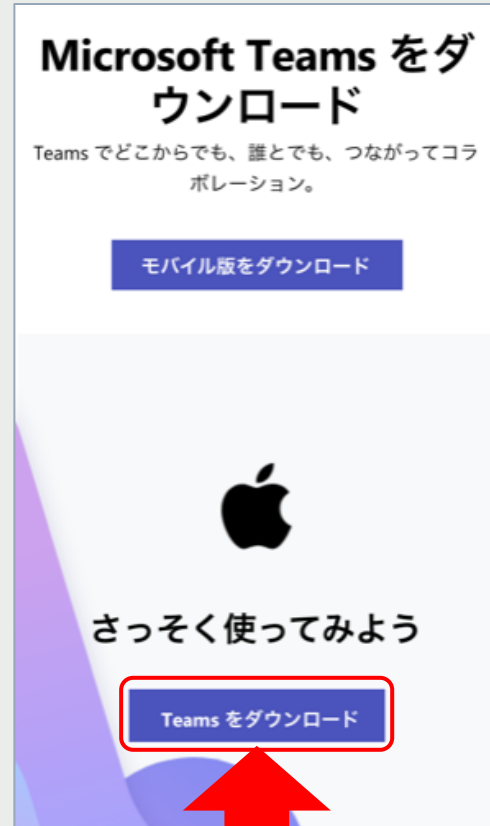 Microsoft Teams をダ
ウンロード
Teams でどこからでも、誰とでも、つながってコラ
ボレーション。
モバイル版をダウンロード
さっそく使ってみよう
Teams をダウンロード